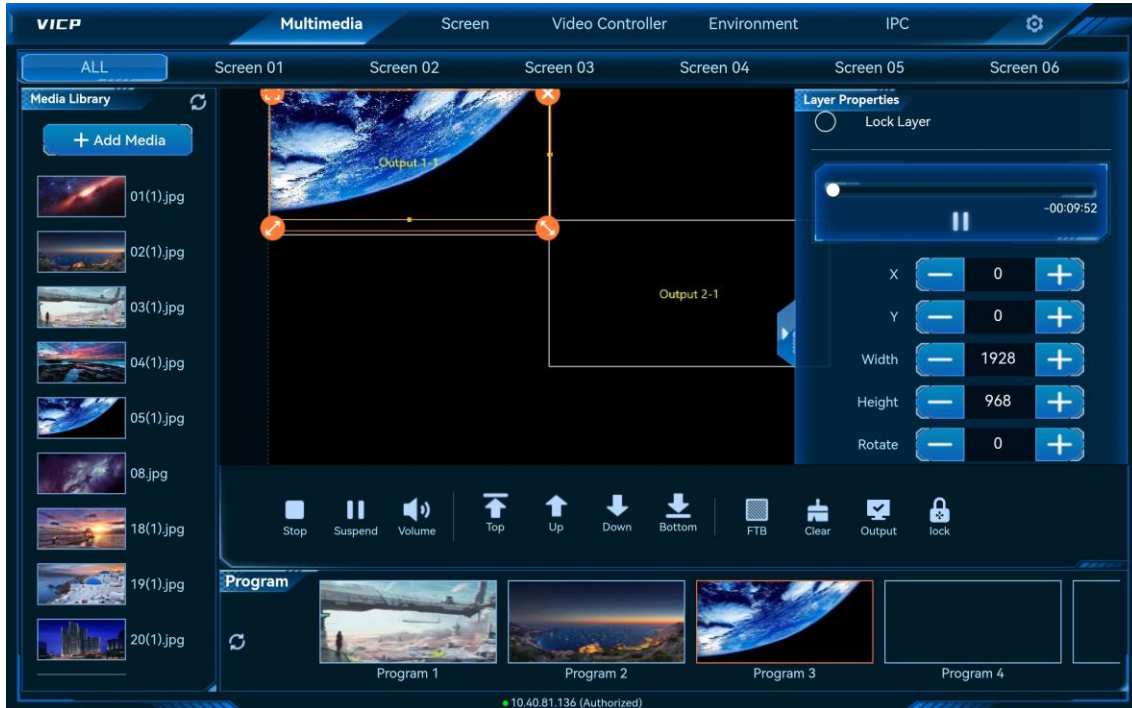 VICP
Multimedia
Screen
Video Controller
Environment
IPC
ALL
Screen 01
Screen 02
Screen 03
Screen 04
Screen 05
Screen 06
Media Library
+ Add Media
01(1).jpg
02(1).jpg
03(1).jpg
04(1).jpg
05(1).jpg
08.jpg
18(1).jpg
19(1).jpg
20(1).jpg
Output 1-1
Output 2-1
Layer Properties
Lock Layer
-00:09:52
X 0
Y 0
Width 1928
Height 968
Rotate 0
Stop
Suspend
Volume
Top
Up
Down
Bottom
FTB
Clear
Output
lock
Program
Program 1
Program 2
Program 3
Program 4
10.40.81.136 (Authorized)